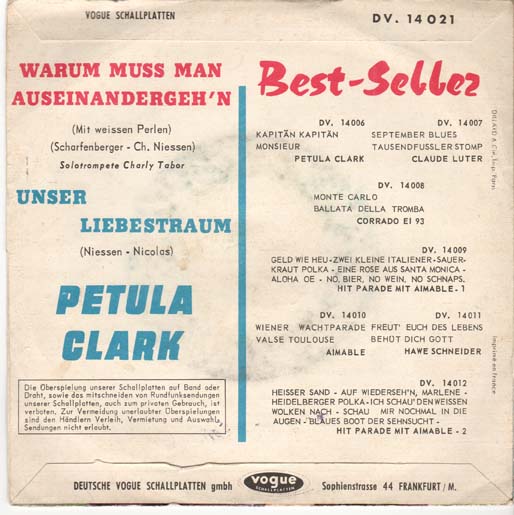 VOGUE SCHALLPLATTEN
DV. 14 021
WARUM MUSS MAN
AUSEINANDERGEH'N
(Mit weissen Perlen)
(Scharfenberger - Ch. Niessen)
Solotrompete Charly Tabor
UNSER
LIEBESTRAUM
(Niessen - Nicolas)
PETULA
CLARK
Die Überspielung unserer Schallplatten auf Band oder
Draht, sowie das mitschneiden von Rundfunksendungen
unserer Schallplatten, auch zum privaten Gebrauch, ist
verboten. Zur Vermeidung unerlaubter Überspielungen
sind den Händlern Verleih, Vermietung und Auswahl
Sendungen nicht erlaubt.
Best-Seller
DV. 14006
KAPITÄN KAPITÄN
MONSIEUR
PETULA CLARK
DV. 14007
SEPTEMBER BLUES
TAUSENDFUSSLER STOMP
CLAUDE LUTER
DV. 14008
MONTE CARLO
BALLATA DELLA TROMBA
CORRADO EI 93
DV. 14009
GELD WIE HEU-ZWEI KLEINE ITALIENER-SAUER-
KRAUT POLKA - EINE ROSE AUS SANTA MONICA -
ALOHA OE - NO, BIER, NO WEIN, NO SCHNAPS.
HIT PARADE MIT AIMABLE - 1
DV. 14010
WIENER WACHTPARADE
VALSE TOULOUSE
AIMABLE
DV. 14011
FREUT' EUCH DES LEBENS
BEHÜT DICH GOTT
HAWE SCHNEIDER
DV. 14012
HEISSER SAND - AUF WIEDERSEH'N, MARLENE -
HEIDELBERGER POLKA-ICH SCHAU' DEN WEISSEN
WOLKEN NACH - SCHAU MIR NOCHMAL IN DIE
AUGEN - BLAUES BOOT DER SEHNSUCHT -
HIT PARADE MIT AIMABLE - 2
Imprimé en France
DEUTSCHE VOGUE SCHALLPLATTEN gmbh
vogue
SCHALLPLATTEN
Sophienstrasse 44 FRANKFURT / M.